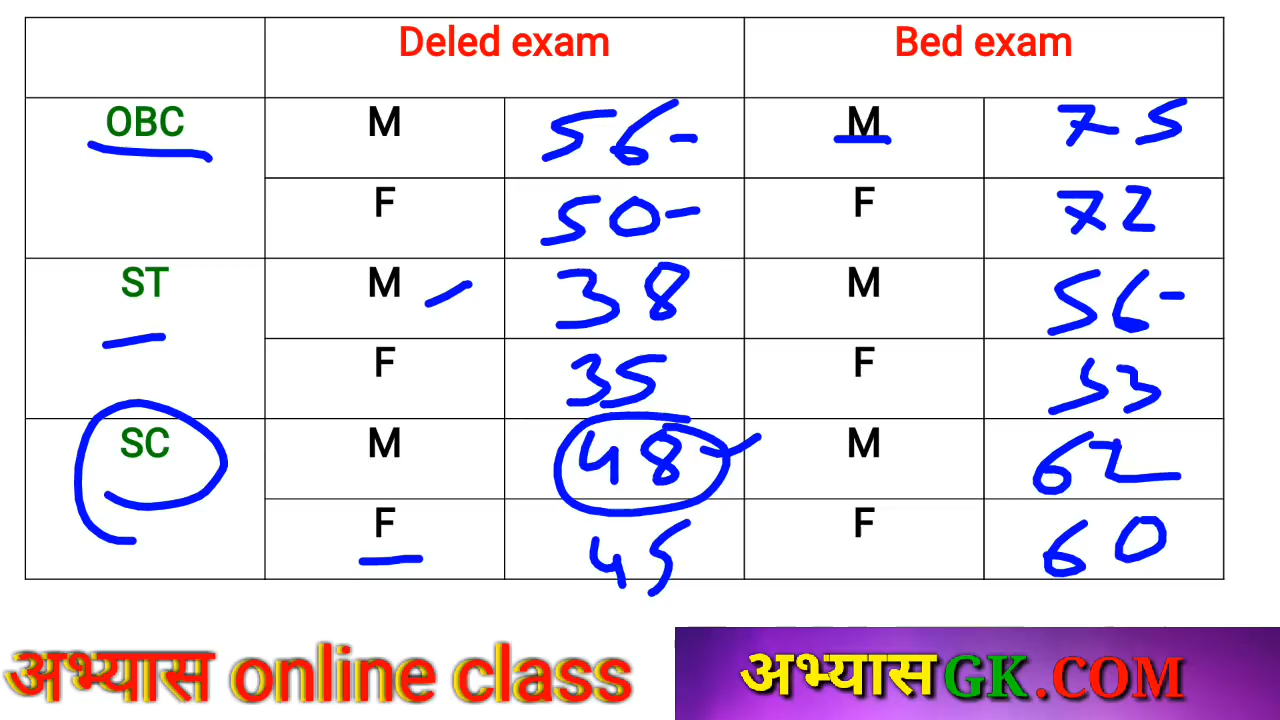 Deled exam Bed exam
OBC M 56- M 75
F 50- F 72
ST M 38 M 56-
F 35 F 53
SC M 48 M 62
F 45 F 60
अभ्यास online class अभ्यास GK.COM